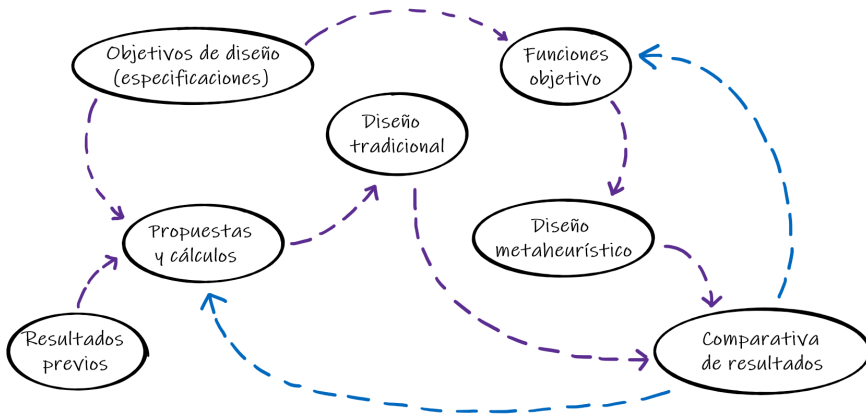 Objetivos de diseño
(especificaciones)
Funciones
objetivo
Diseño
tradicional
Propuestas
y cálculos
Diseño
metaheurístico
Resultados
previos
Comparativa
de resultados